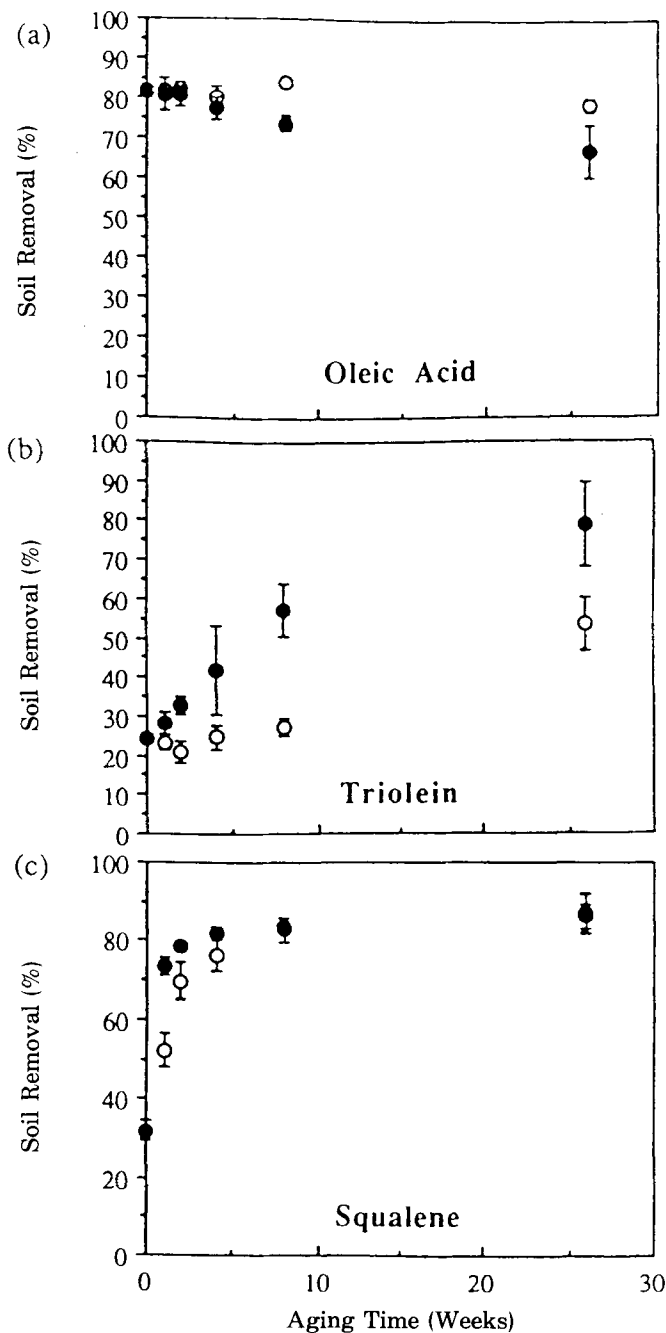 (a)
100
90
80
70
60
50
40
30
20
10
0
Soil Removal (%)
Oleic Acid
(b)
100
90
80
70
60
50
40
30
20
10
0
Soil Removal (%)
Triolein
(c)
100
80
60
40
20
0
Soil Removal (%)
Squalene
0 10 20 30
Aging Time (Weeks)